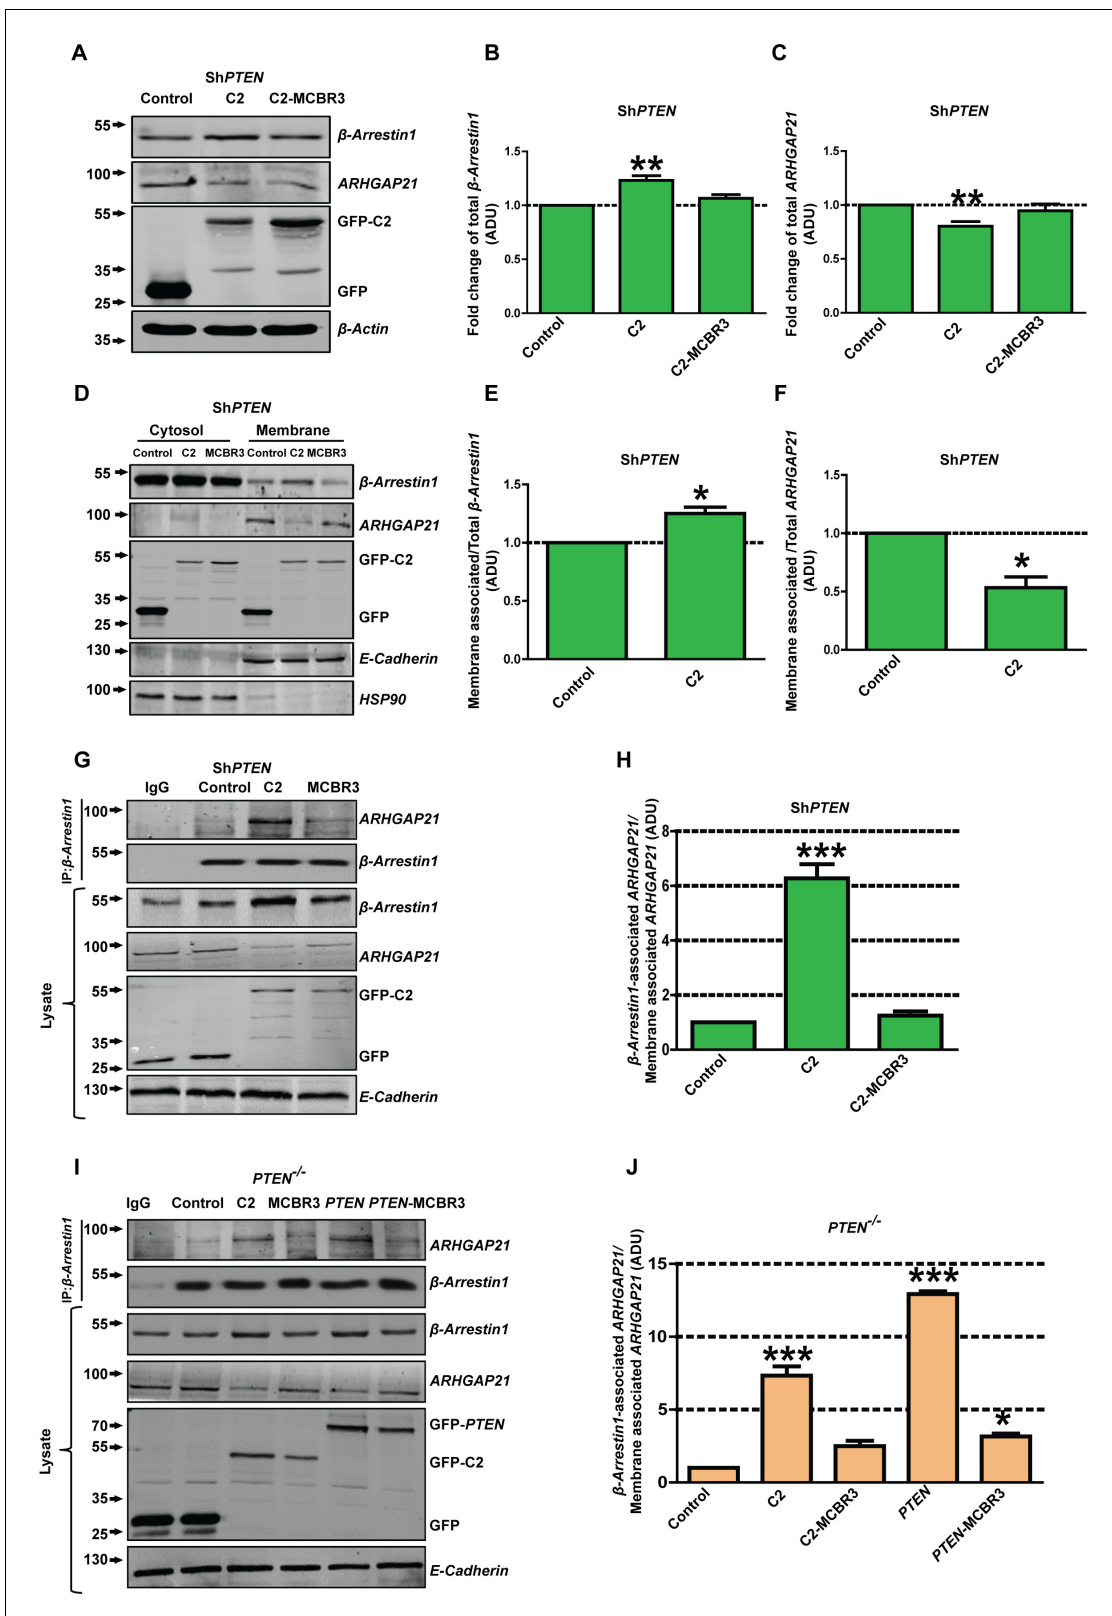 A
ShPTEN
Control C2 C2-MCBR3
55
β-Arrestin1
100
ARHGAP21
55
GFP-C2
35
GFP
25
β-Actin
35
B
ShPTEN
Fold change of total β-Arrestin1
(ADU)
1.5
1.0
0.5
0.0
**
Control
C2
C2-MCBR3
C
ShPTEN
Fold change of total ARHGAP21
(ADU)
1.5
1.0
0.5
0.0
**
Control
C2
C2-MCBR3
D
ShPTEN
Cytosol Membrane
Control C2 MCBR3 Control C2 MCBR3
55
β-Arrestin1
100
ARHGAP21
55
GFP-C2
35
GFP
25
130
E-Cadherin
100
HSP90
E
ShPTEN
Membrane associated/Total β-Arrestin1
(ADU)
1.5
1.0
0.5
0.0
*
Control
C2
F
ShPTEN
Membrane associated /Total ARHGAP21
(ADU)
1.5
1.0
0.5
0.0
*
Control
C2
G
ShPTEN
IgG Control C2 MCBR3
IP:β-Arrestin1
100
ARHGAP21
55
β-Arrestin1
Lysate
55
β-Arrestin1
100
ARHGAP21
55
GFP-C2
35
GFP
25
130
E-Cadherin
H
ShPTEN
β-Arrestin1-associated ARHGAP21/
Membrane associated ARHGAP21 (ADU)
8
6
4
2
0
***
Control
C2
C2-MCBR3
I
PTEN-/-
IgG Control C2 MCBR3 PTEN PTEN-MCBR3
IP:β-Arrestin1
100
ARHGAP21
55
β-Arrestin1
Lysate
55
β-Arrestin1
100
ARHGAP21
GFP-PTEN
70
55
GFP-C2
35
GFP
25
130
E-Cadherin
J
PTEN-/-
β-Arrestin1-associated ARHGAP21/
Membrane associated ARHGAP21 (ADU)
15
10
5
0
***
***
*
Control
C2
C2-MCBR3
PTEN
PTEN-MCBR3